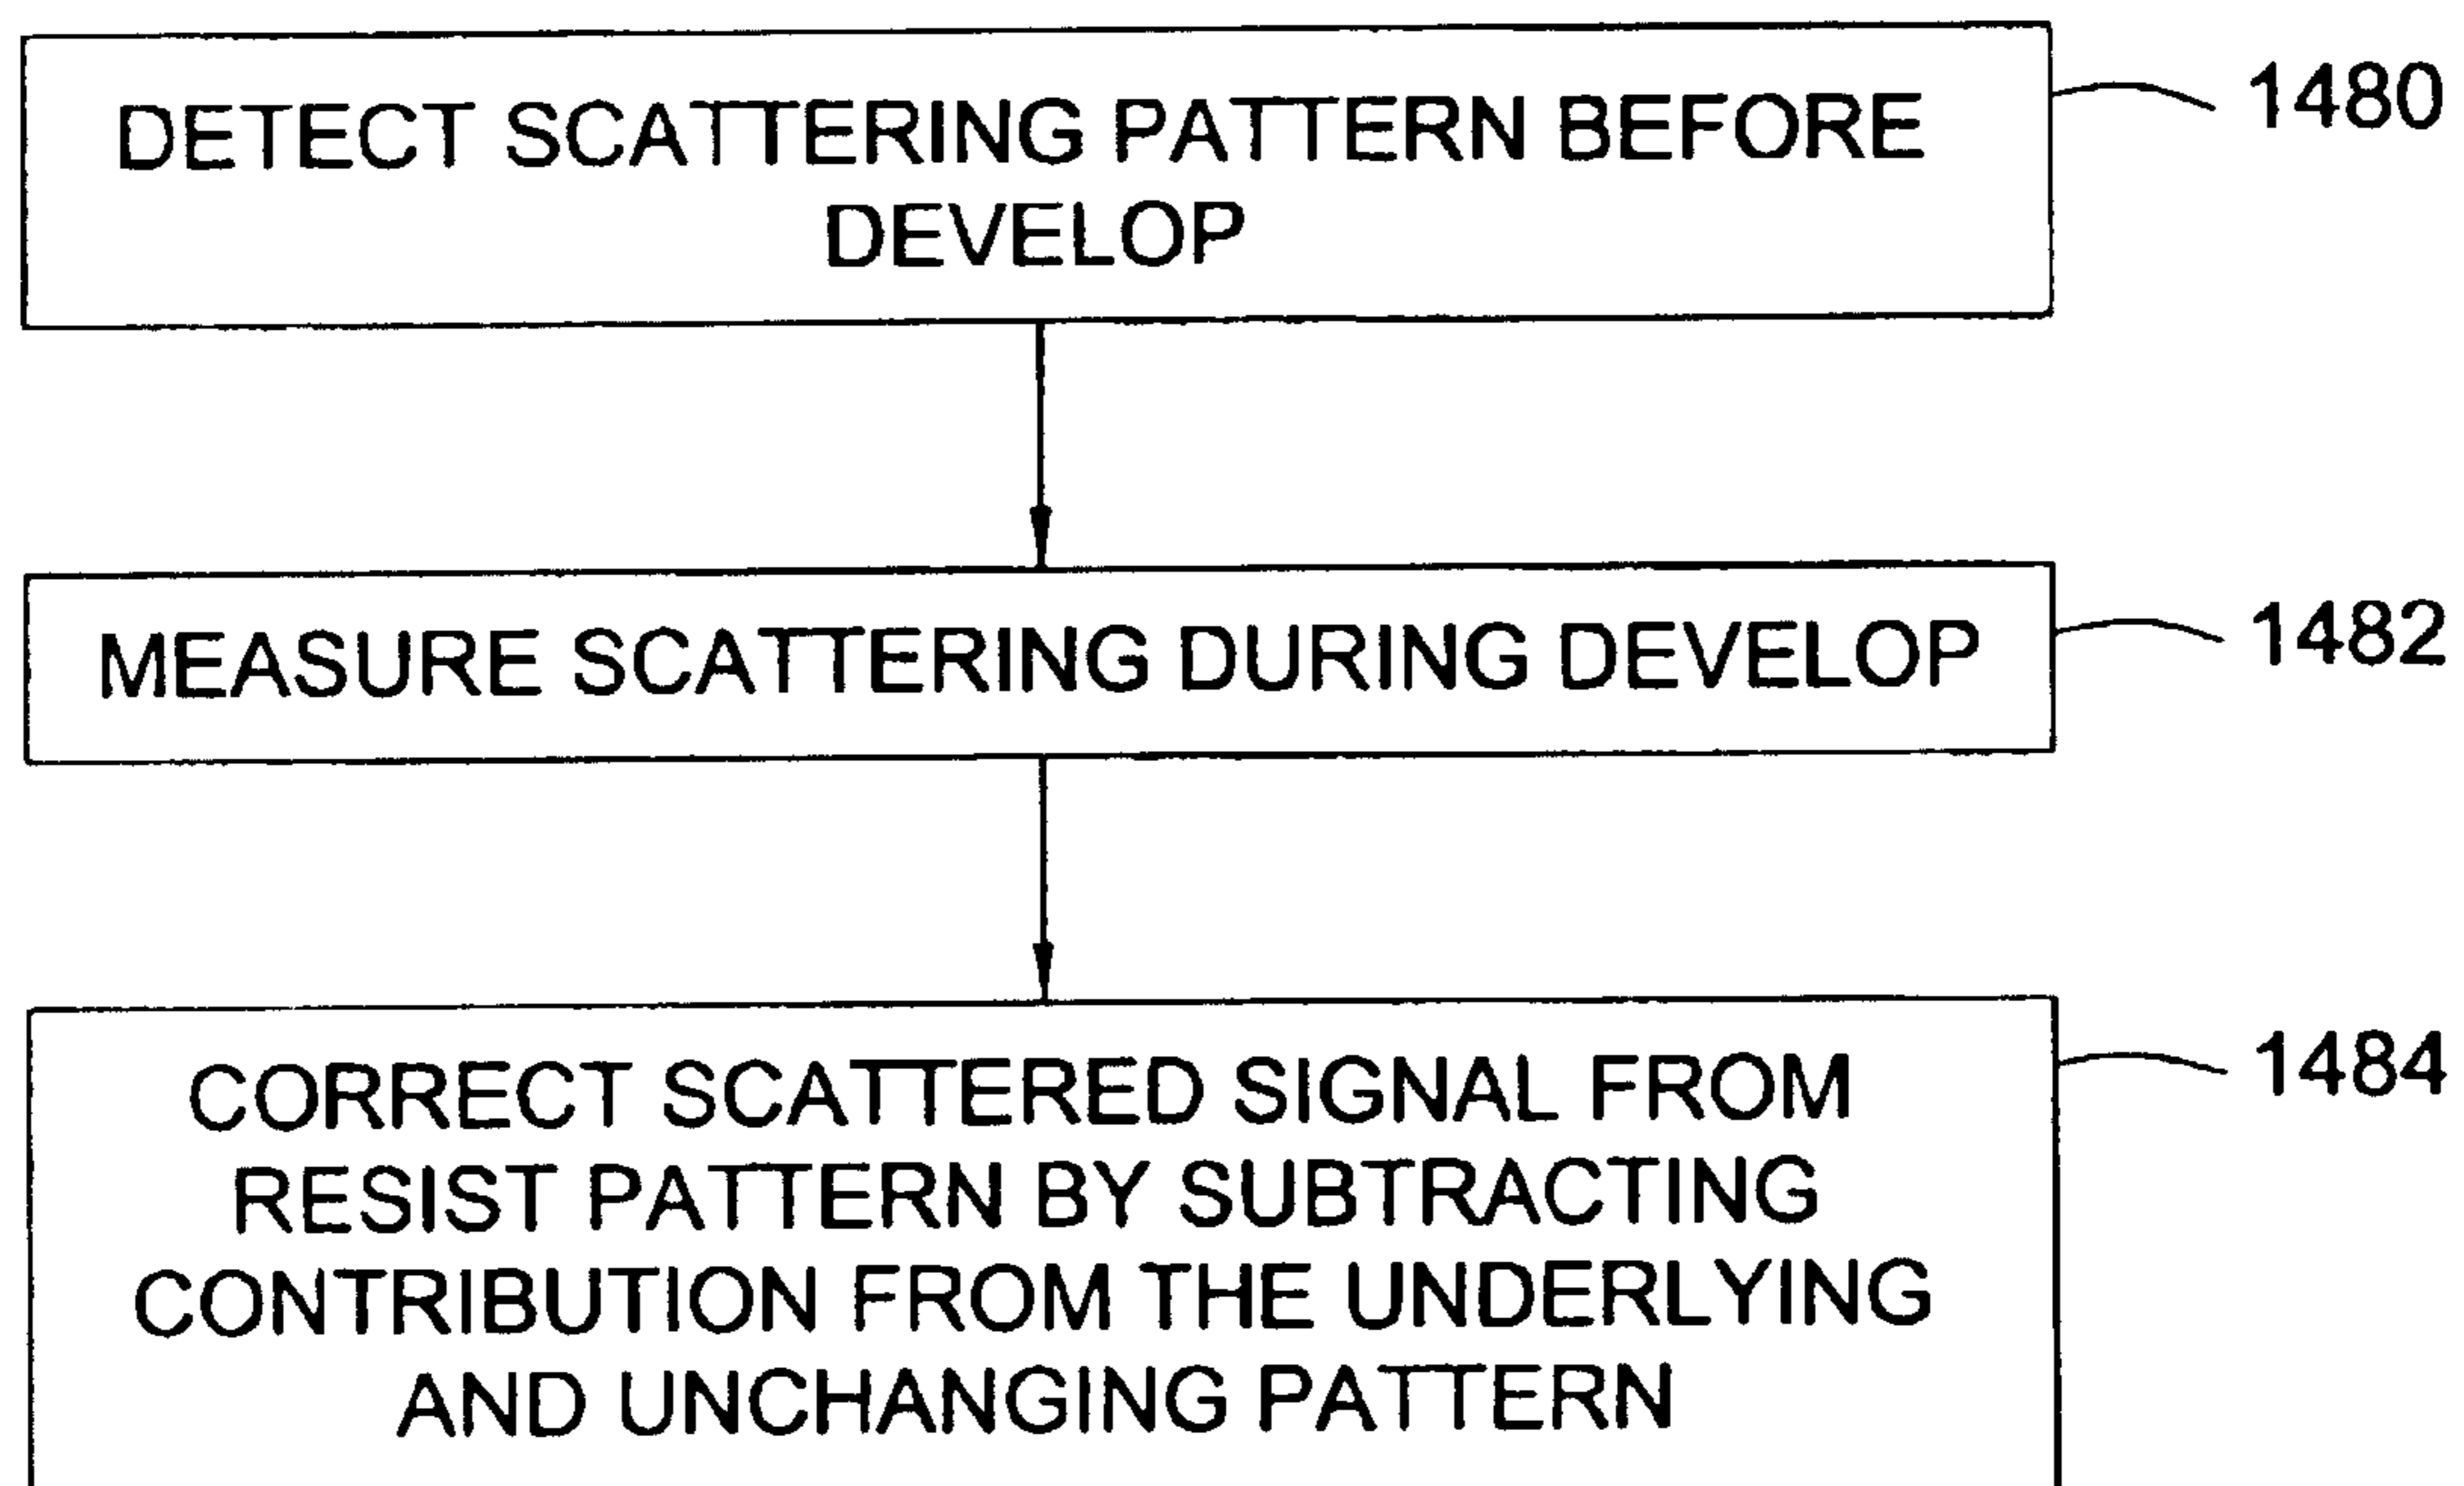 DETECT SCATTERING PATTERN BEFORE
DEVELOP
1480
MEASURE SCATTERING DURING DEVELOP
1482
CORRECT SCATTERED SIGNAL FROM
RESIST PATTERN BY SUBTRACTING
CONTRIBUTION FROM THE UNDERLYING
AND UNCHANGING PATTERN
1484